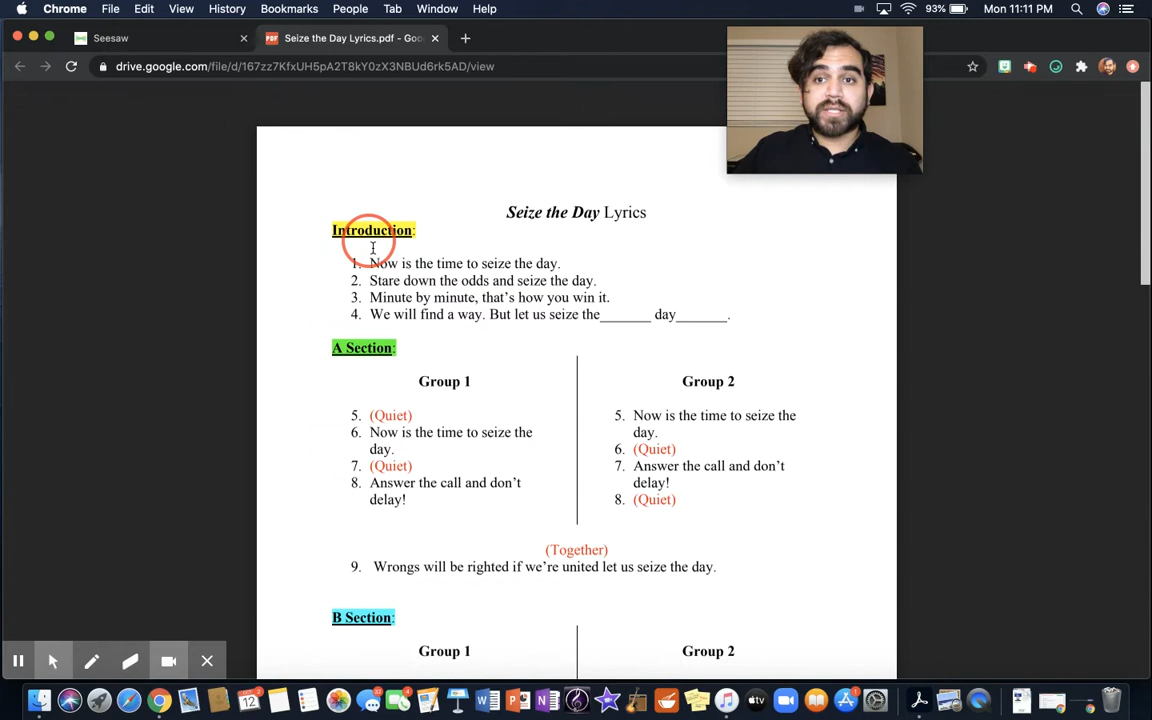 Chrome File Edit View History Bookmarks People Tab Window Help 93% Mon 11:11 PM
Seesaw Seize the Day Lyrics.pdf - Goo
drive.google.com/file/d/167zz7KfxUH5pA2T8kY0zX3NBUd6rk5AD/view
Seize the Day Lyrics
Introduction:
1. Now is the time to seize the day.
2. Stare down the odds and seize the day.
3. Minute by minute, that's how you win it.
4. We will find a way. But let us seize the_______ day_______.
A Section:
Group 1
5. (Quiet)
6. Now is the time to seize the
day.
7. (Quiet)
8. Answer the call and don't
delay!
Group 2
5. Now is the time to seize the
day.
6. (Quiet)
7. Answer the call and don't
delay!
8. (Quiet)
(Together)
9. Wrongs will be righted if we're united let us seize the day.
B Section:
Group 1
Group 2